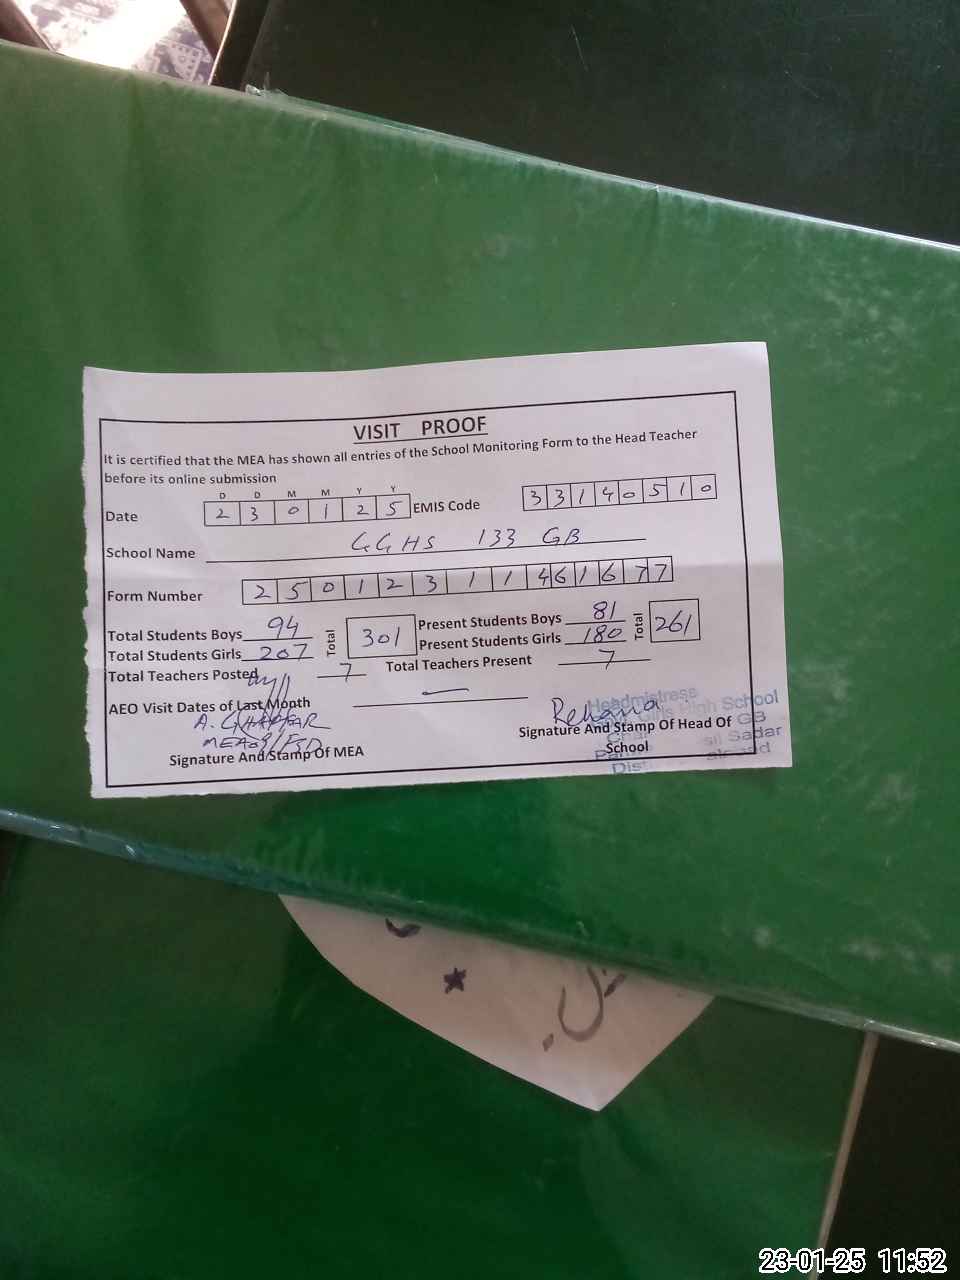 VISIT PROOF
It is certified that the MEA has shown all entries of the School Monitoring Form to the Head Teacher
before its online submission
D D M M Y Y
Date 2 3 0 1 2 5 EMIS Code 3 3 1 4 0 5 1 0
School Name GGHS 133 GB
Form Number 2 5 0 1 2 3 1 1 4 6 1 6 7 7
Total Students Boys 94 Total 301 Present Students Boys 81 Total 261
Total Students Girls 207 Present Students Girls 180
Total Teachers Posted 7 Total Teachers Present 7
AEO Visit Dates of Last Month —
A. GHAFFAR
Rehana
Headmistress
Girls High School
GB
Sadar
Dist
Signature And Stamp Of MEA
Signature And Stamp Of Head Of
School
23-01-25 11:52